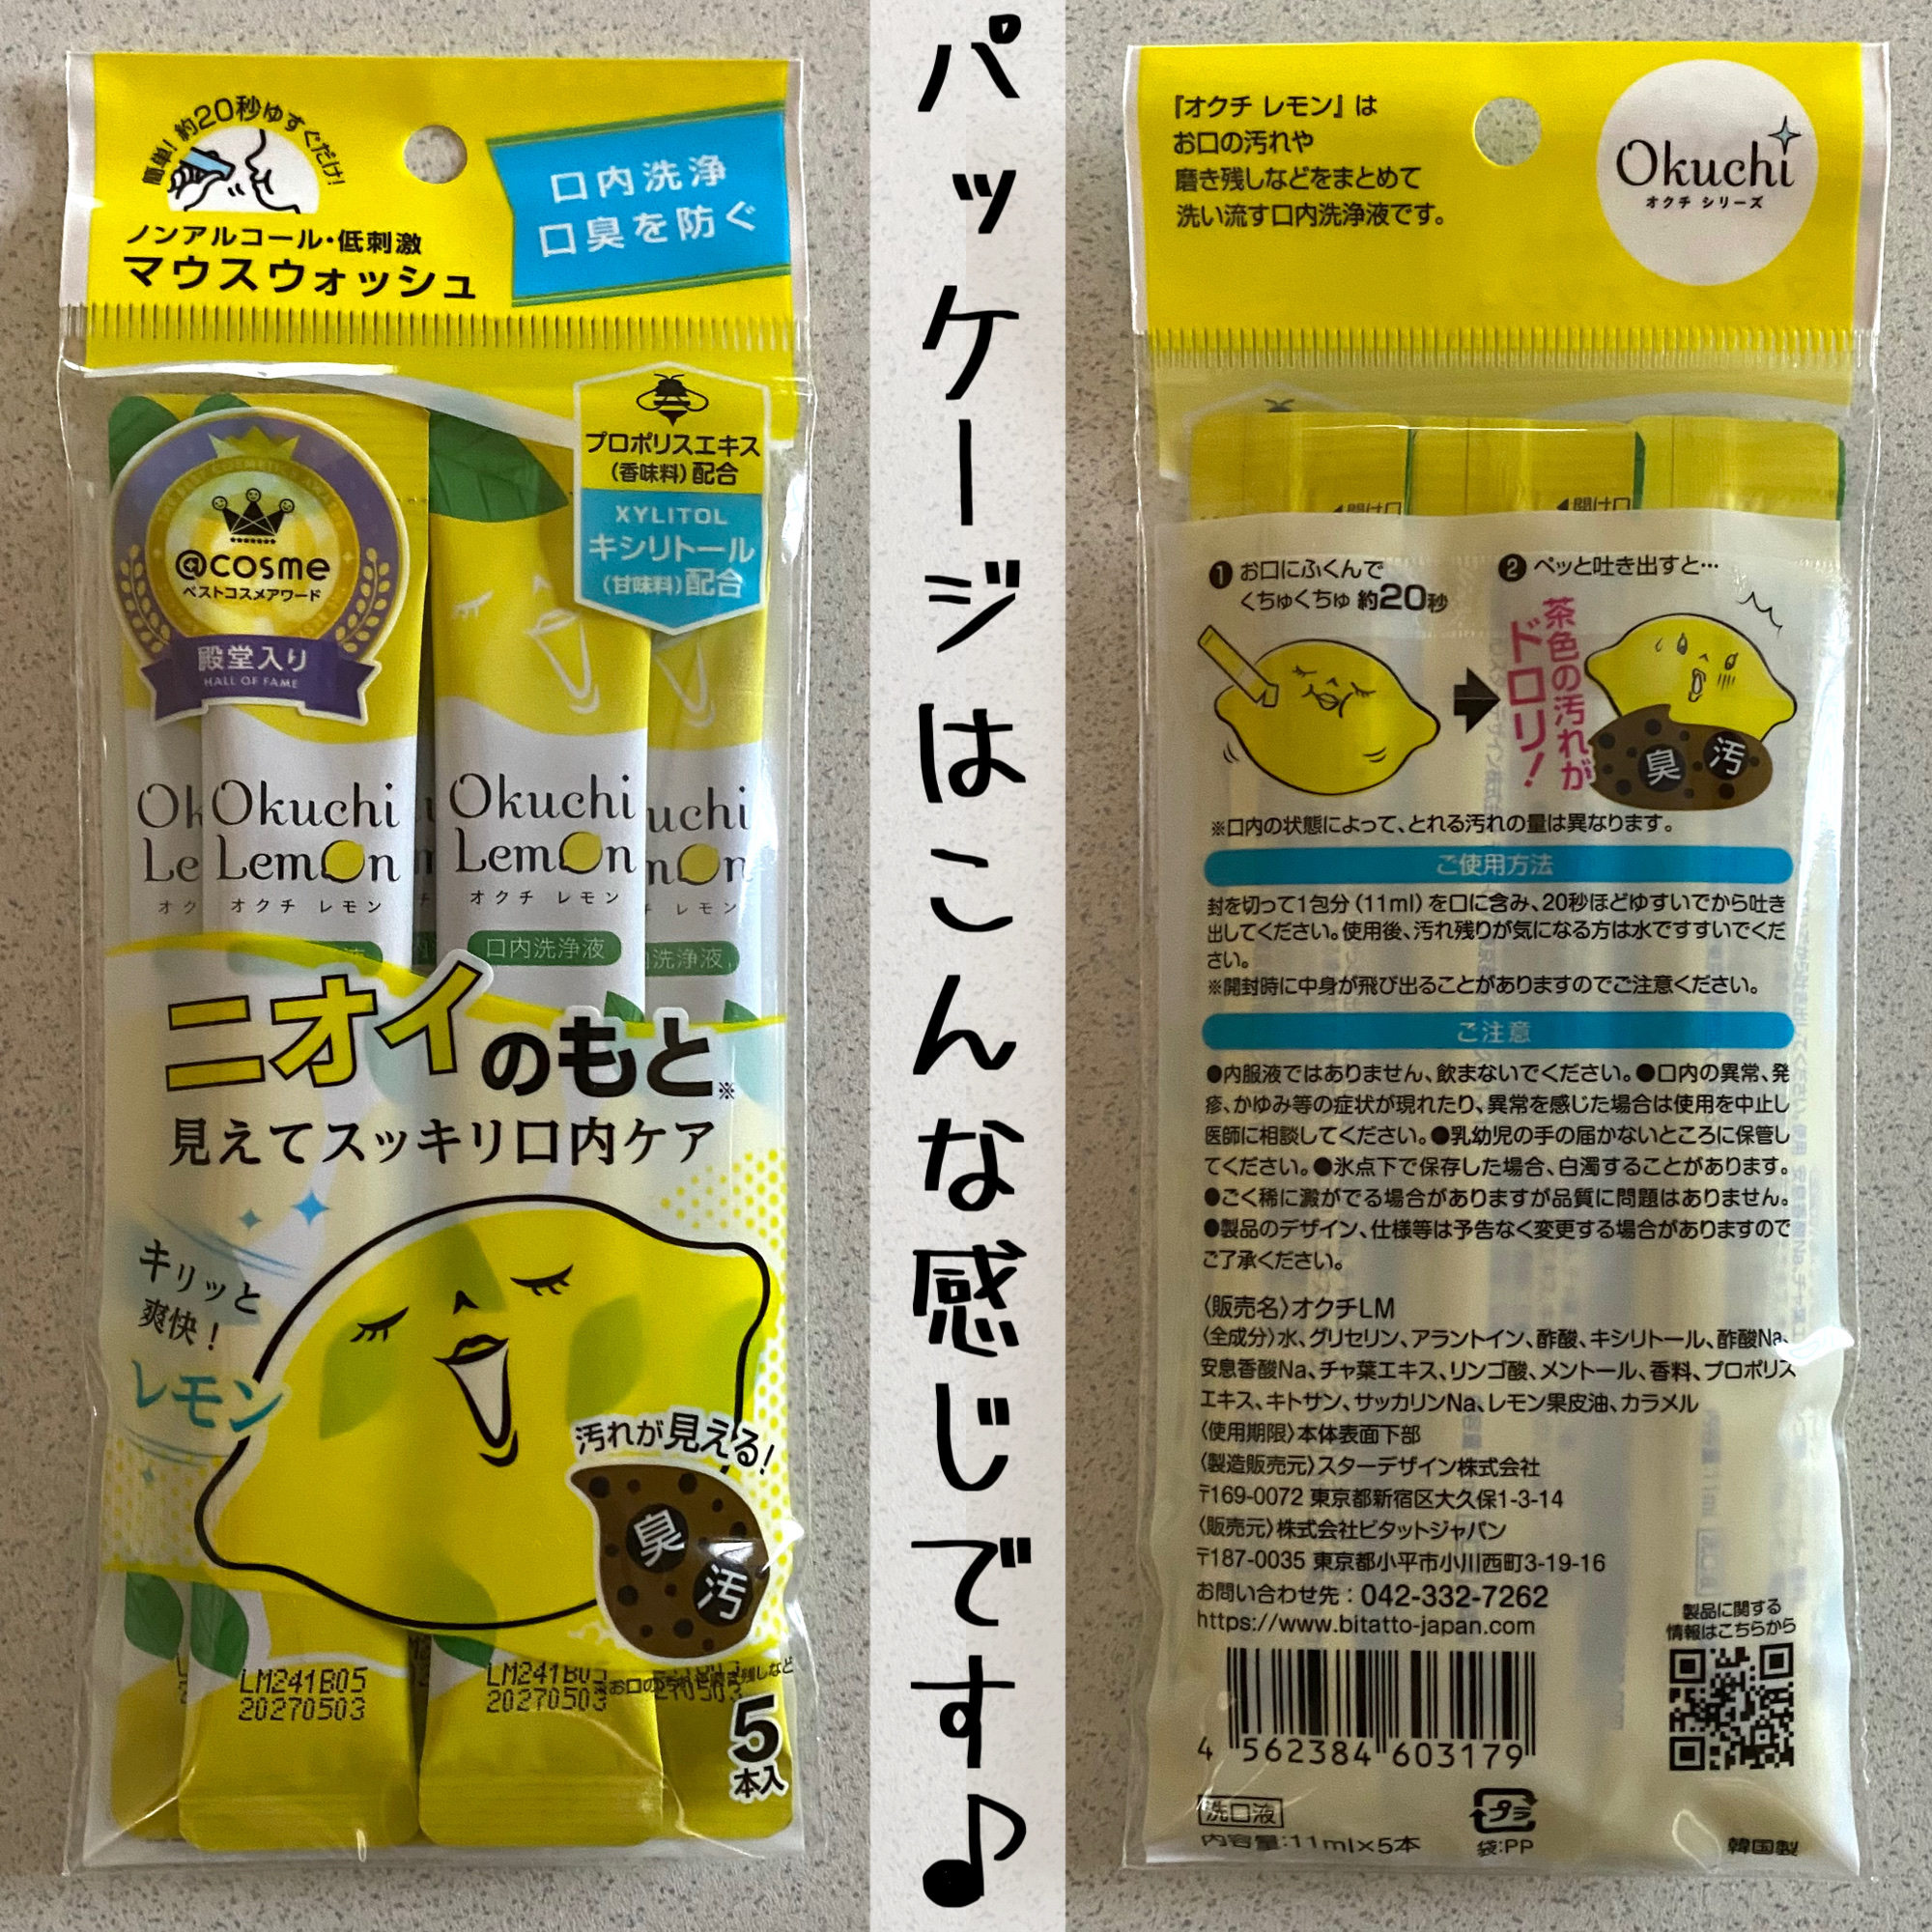 簡単!約20秒ゆすぐだけ!
ノンアルコール・低刺激
マウスウォッシュ
口内洗浄
口臭を防ぐ
プロポリスエキス
(香味料)配合
XYLITOL
キシリトール
(甘味料)配合
@cosme
ベストコスメアワード
殿堂入り
HALL OF FAME
Okuchi
Lemon
オクチ レモン
Okuchi
Lemon
オクチ レモン
口内洗浄液
ニオイのもと※
見えてスッキリ口内ケア
キリッと
爽快!
レモン
汚れが見える!
臭
汚
LM241B05
20270503
20270503
5
本入
パッケージはこんな感じです♪
『オクチ レモン』は
お口の汚れや
磨き残しなどをまとめて
洗い流す口内洗浄液です。
Okuchi
オクチ シリーズ
◀開け口
◀開け口
❶お口にふくんで
くちゅくちゅ 約20秒
❷ペッと吐き出すと…
茶色の汚れが
ドロリ!
臭
汚
※口内の状態によって、とれる汚れの量は異なります。
ご使用方法
封を切って1包分(11ml)を口に含み、20秒ほどゆすいでから吐き
出してください。使用後、汚れ残りが気になる方は水ですすいでくだ
さい。
※開封時に中身が飛び出ることがありますのでご注意ください。
ご注意
●内服液ではありません、飲まないでください。●口内の異常、発
疹、かゆみ等の症状が現れたり、異常を感じた場合は使用を中止し
医師に相談してください。●乳幼児の手の届かないところに保管し
てください。●氷点下で保存した場合、白濁することがあります。
●ごく稀に澱がでる場合がありますが品質に問題はありません。
●製品のデザイン、仕様等は予告なく変更する場合がありますので
ご了承ください。
〈販売名〉オクチLM
〈全成分〉水、グリセリン、アラントイン、酢酸、キシリトール、酢酸Na、
安息香酸Na、チャ葉エキス、リンゴ酸、メントール、香料、プロポリス
エキス、キトサン、サッカリンNa、レモン果皮油、カラメル
〈使用期限〉本体表面下部
〈製造販売元〉スターデザイン株式会社
〒169-0072 東京都新宿区大久保1-3-14
〈販売元〉株式会社ビタットジャパン
〒187-0035 東京都小平市小川西町3-19-16
お問い合わせ先:042-332-7262
https://www.bitatto-japan.com
製品に関する
情報はこちらから
4 562384 603179
洗口液
内容量:11ml×5本
プラ
袋:PP
韓国製